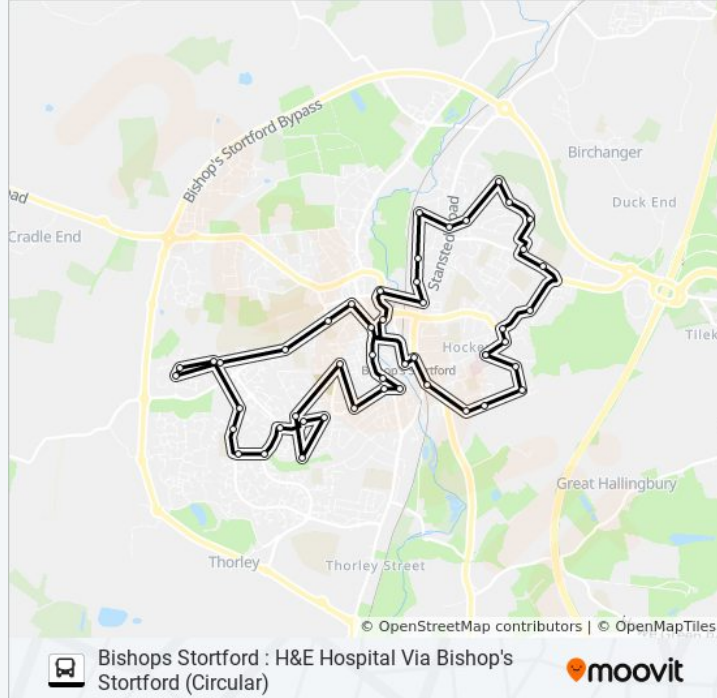 Bishop's Stortford Bypass
Birchanger
Duck End
oad
Cradle End
Stansted Road
Tilek
Hocker
Bishop's Stortford
Great Hallingbury
Thorley
Thorley Street
© OpenStreetMap contributors | © OpenMapTiles
Bishops Stortford : H&E Hospital Via Bishop's
Stortford (Circular)
moovit